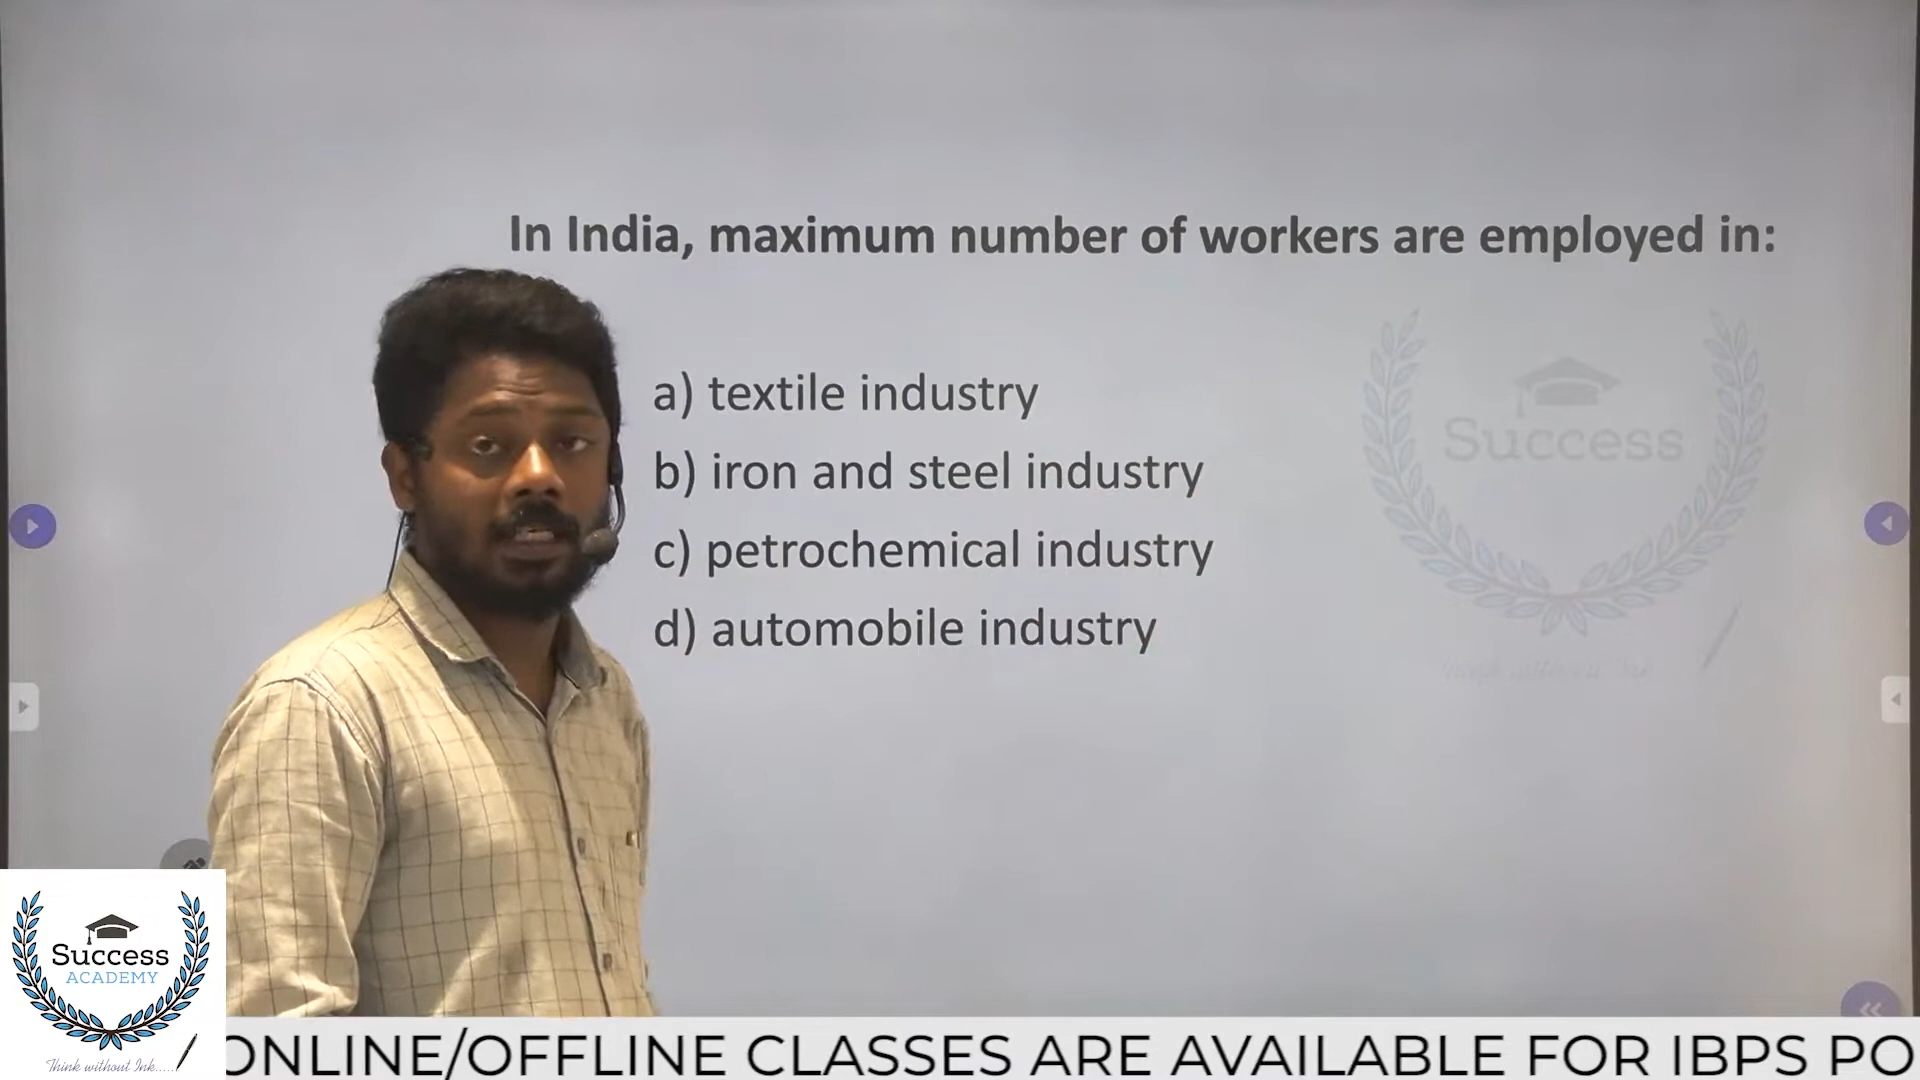 In India, maximum number of workers are employed in:
a) textile industry
b) iron and steel industry
c) petrochemical industry
d) automobile industry
Success
Success
ACADEMY
Think without Ink.....
ONLINE/OFFLINE CLASSES ARE AVAILABLE FOR IBPS PO